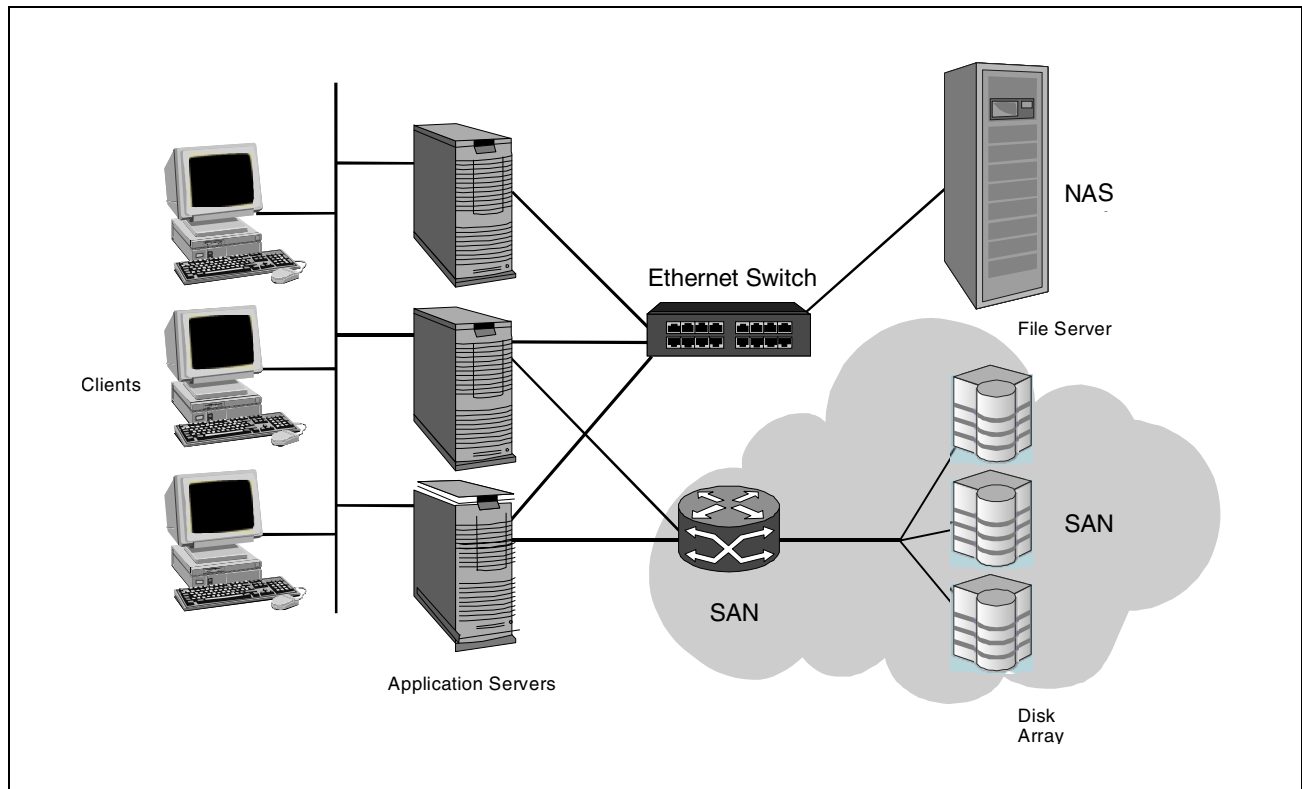 NAS
Ethernet Switch
File Server
Clients
SAN
SAN
Application Servers
Disk
Array